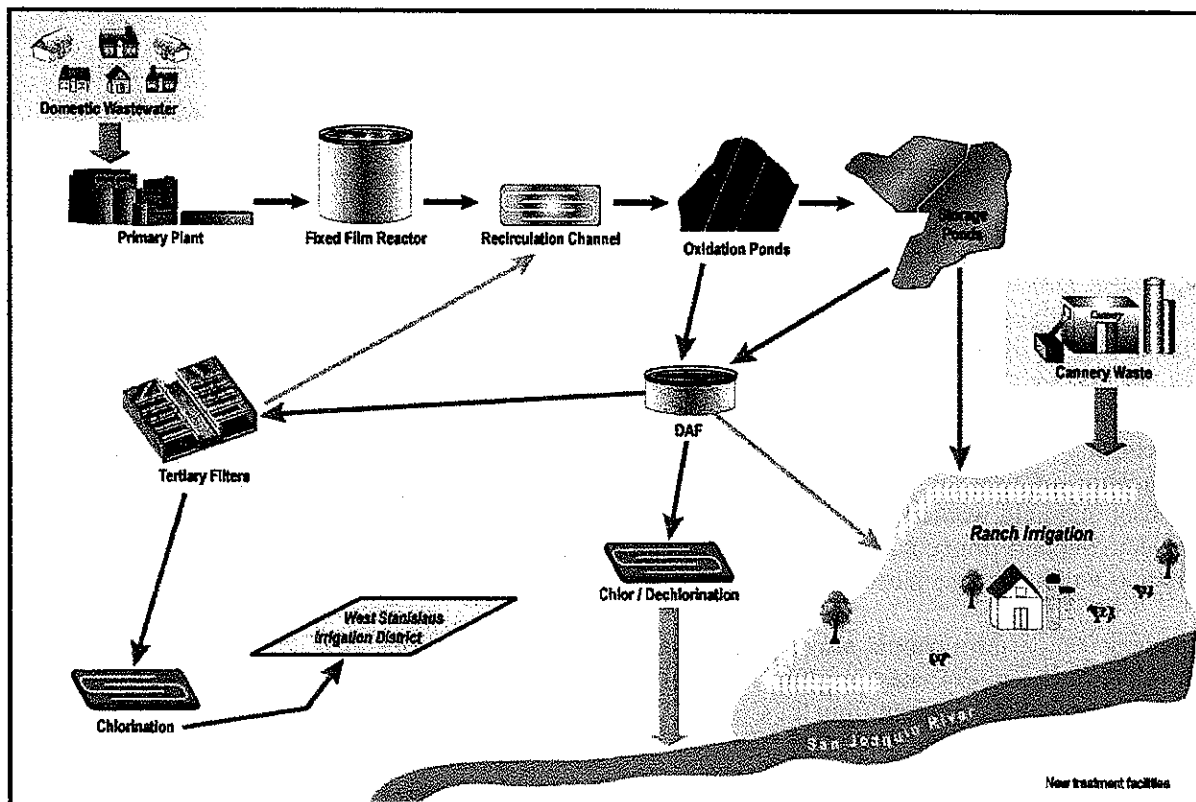 Domestic Wastewater
Primary Plant
Fixed Film Reactor
Recirculation Channel
Oxidation Ponds
Storage
Ponds
Cannery
Cannery Waste
Tertiary Filters
DAF
Ranch Irrigation
Chlor / Dechlorination
West Stanislaus
Irrigation District
Chlorination
San Joaquin River
New treatment facilities